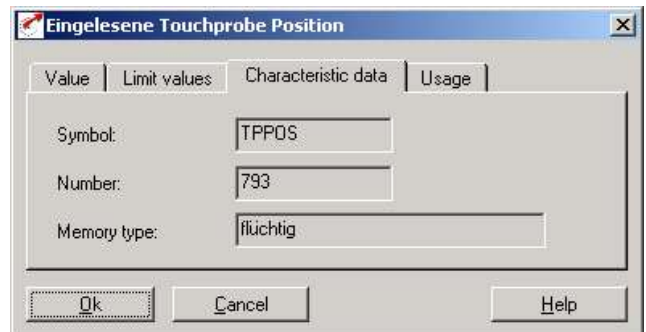 Eingelesene Touchprobe Position
Value Limit values Characteristic data Usage
Symbol: TPPOS
Number: 793
Memory type: flüchtig
Ok Cancel Help